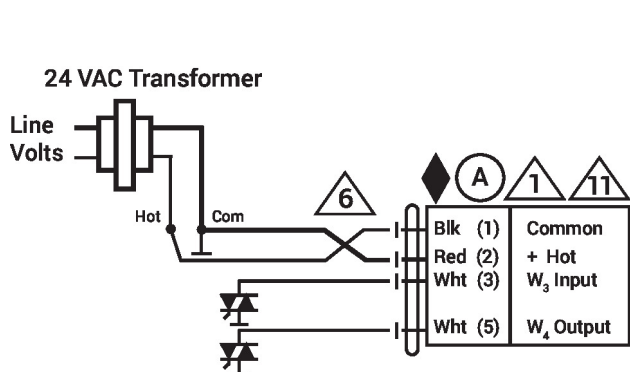 24 VAC Transformer
Line
Volts
Hot
Com
6
A
1
11
Blk (1) Common
Red (2) + Hot
Wht (3) W₃ Input
Wht (5) W₄ Output